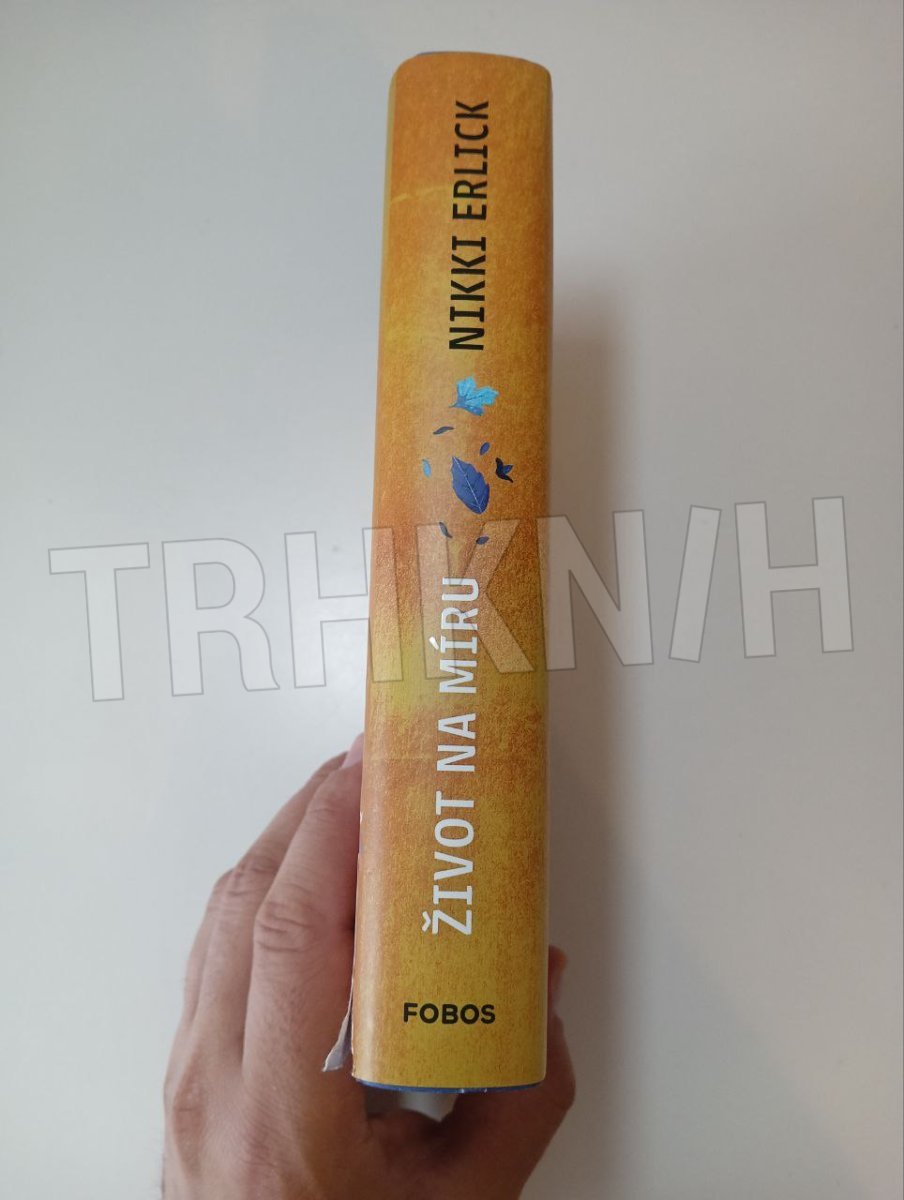 NIKKI ERLICK
ŽIVOT NA MÍRU
FOBOS
TRHKNIH